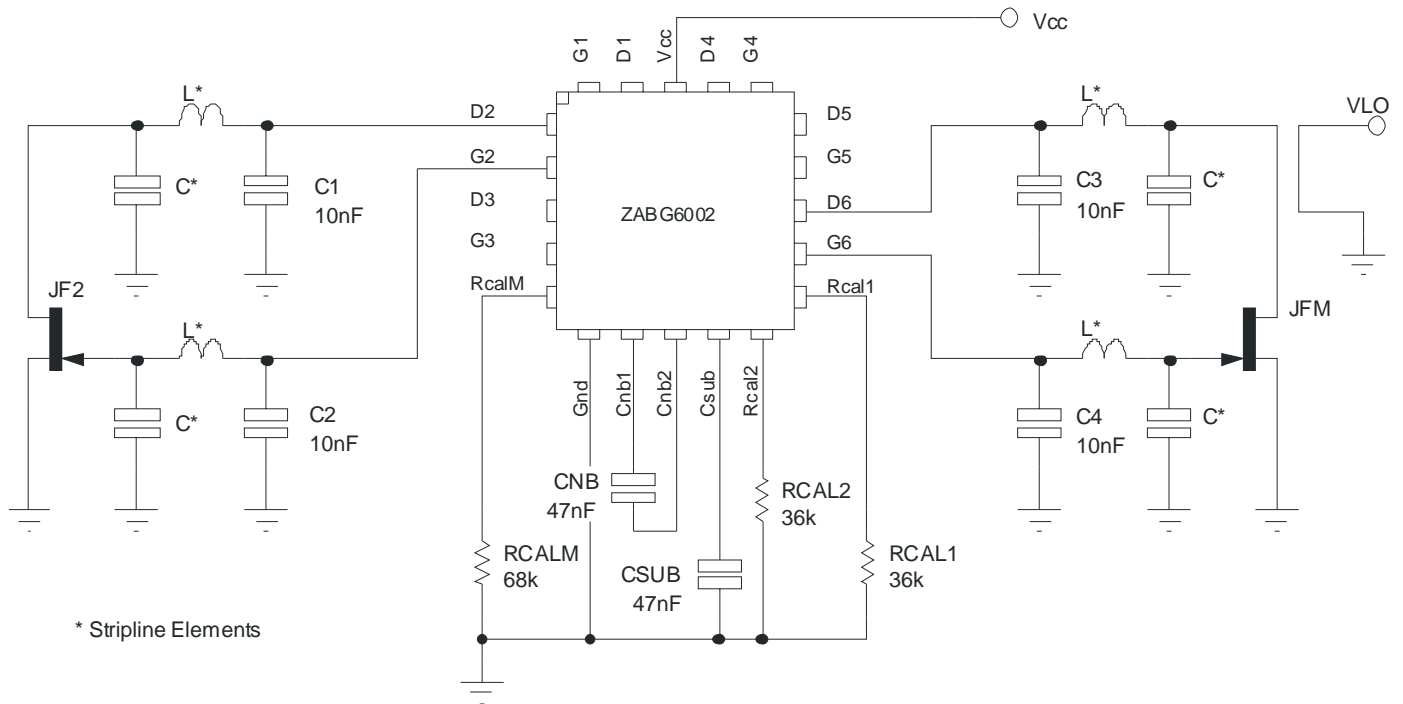 G1
D1
Vcc
D4
G4
Vcc
L*
D2
D5
L*
VLO
G2
G5
C*
C1
10nF
D3
ZABG6002
D6
C3
10nF
C*
G3
G6
RcalM
Rcal1
JF2
JFM
L*
L*
Gnd
Cnb1
Cnb2
Csub
Rcal2
C*
C2
10nF
C4
10nF
C*
CNB
47nF
RCAL2
36k
RCALM
68k
CSUB
47nF
RCAL1
36k
* Stripline Elements